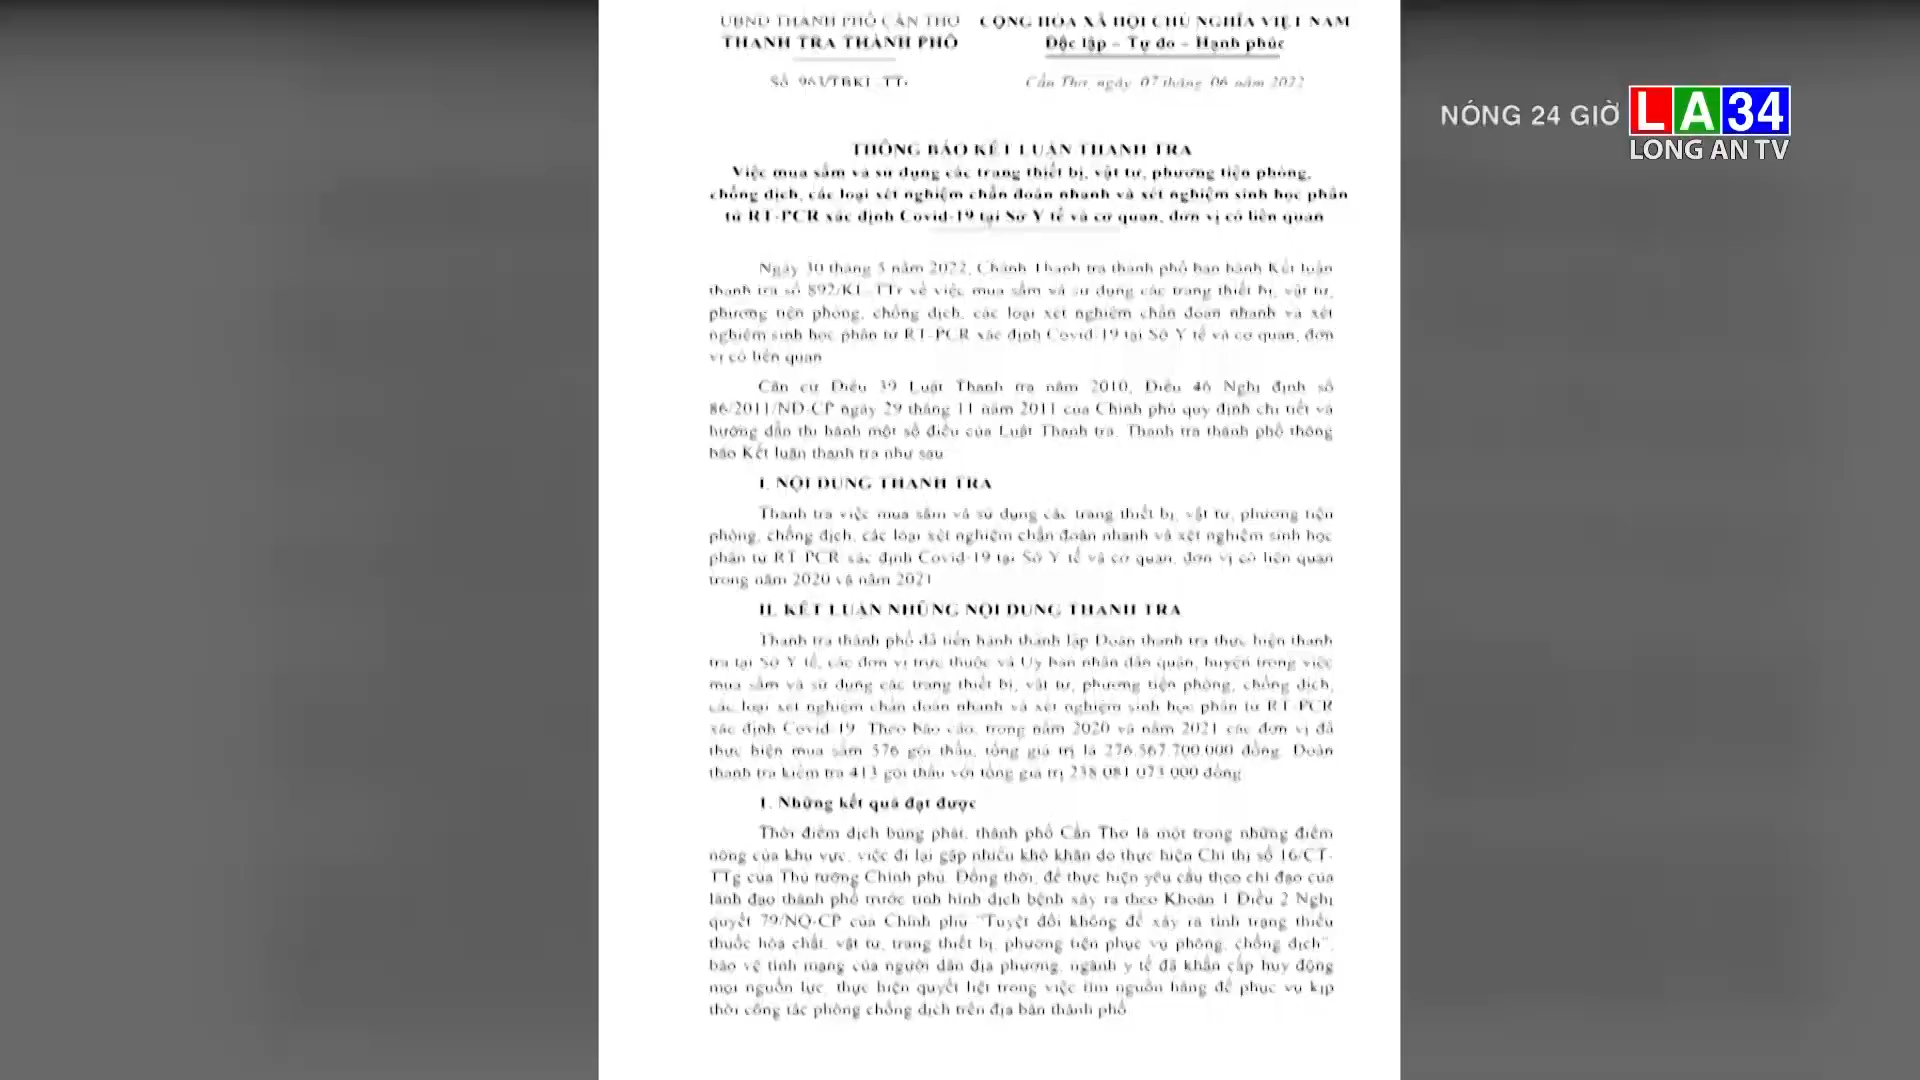 UBND THÀNH PHỐ CẦN THƠ
THANH TRA THÀNH PHỐ
CỘNG HÒA XÃ HỘI CHỦ NGHĨA VIỆT NAM
Độc lập – Tự do – Hạnh phúc
Số 961/TBKL-TTr
Cần Thơ, ngày 07 tháng 06 năm 2022
NÓNG 24 GIỜ
LA34
LONG AN TV
THÔNG BÁO KẾT LUẬN THANH TRA
Việc mua sắm và sử dụng các trang thiết bị, vật tư, phương tiện phòng,
chống dịch, các loại xét nghiệm chẩn đoán nhanh và xét nghiệm sinh học phân
tử RT-PCR xác định Covid-19 tại Sở Y tế và cơ quan, đơn vị có liên quan
Ngày 30 tháng 5 năm 2022, Chánh Thanh tra thành phố ban hành Kết luận
thanh tra số 892/KL-TTr về việc mua sắm và sử dụng các trang thiết bị, vật tư,
phương tiện phòng, chống dịch, các loại xét nghiệm chẩn đoán nhanh và xét
nghiệm sinh học phân tử RT-PCR xác định Covid-19 tại Sở Y tế và cơ quan, đơn
vị có liên quan
Căn cứ Điều 39 Luật Thanh tra năm 2010, Điều 46 Nghị định số
86/2011/NĐ-CP ngày 29 tháng 11 năm 2011 của Chính phủ quy định chi tiết và
hướng dẫn thi hành một số điều của Luật Thanh tra. Thanh tra thành phố thông
báo Kết luận thanh tra như sau
I. NỘI DUNG THANH TRA
Thanh tra việc mua sắm và sử dụng các trang thiết bị, vật tư, phương tiện
phòng, chống dịch, các loại xét nghiệm chẩn đoán nhanh và xét nghiệm sinh học
phân tử RT-PCR xác định Covid-19 tại Sở Y tế và cơ quan, đơn vị có liên quan
trong năm 2020 và năm 2021
II. KẾT LUẬN NHỮNG NỘI DUNG THANH TRA
Thanh tra thành phố đã tiến hành thành lập Đoàn thanh tra thực hiện thanh
tra tại Sở Y tế, các đơn vị trực thuộc và Ủy ban nhân dân quận, huyện trong việc
mua sắm và sử dụng các trang thiết bị, vật tư, phương tiện phòng, chống dịch,
các loại xét nghiệm chẩn đoán nhanh và xét nghiệm sinh học phân tử RT-PCR
xác định Covid-19. Theo báo cáo, trong năm 2020 và năm 2021 các đơn vị đã
thực hiện mua sắm 576 gói thầu, tổng giá trị là 276.567.700.000 đồng. Đoàn
thanh tra kiểm tra 413 gói thầu với tổng giá trị 238.081.073.000 đồng
1. Những kết quả đạt được
Thời điểm dịch bùng phát, thành phố Cần Thơ là một trong những điểm
nóng của khu vực, việc đi lại gặp nhiều khó khăn do thực hiện Chỉ thị số 16/CT-
TTg của Thủ tướng Chính phủ. Đồng thời, để thực hiện yêu cầu theo chỉ đạo của
lãnh đạo thành phố trước tình hình dịch bệnh xảy ra theo Khoản 1 Điều 2 Nghị
quyết 79/NQ-CP của Chính phủ "Tuyệt đối không để xảy ra tình trạng thiếu
thuốc hóa chất, vật tư, trang thiết bị, phương tiện phục vụ phòng, chống dịch",
bảo vệ tính mạng của người dân địa phương, ngành y tế đã khẩn cấp huy động
mọi nguồn lực, thực hiện quyết liệt trong việc tìm nguồn hàng để phục vụ kịp
thời công tác phòng chống dịch trên địa bàn thành phố